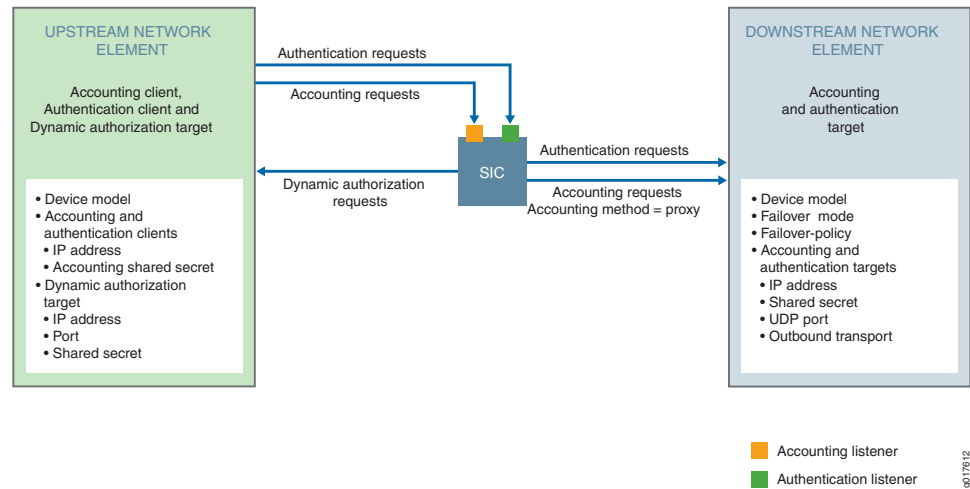 UPSTREAM NETWORK
ELEMENT
Accounting client,
Authentication client and
Dynamic authorization target
• Device model
• Accounting and
authentication clients
• IP address
• Accounting shared secret
• Dynamic authorization
target
• IP address
• Port
• Shared secret
Authentication requests
Accounting requests
SIC
Dynamic authorization
requests
Authentication requests
Accounting requests
Accounting method = proxy
DOWNSTREAM NETWORK
ELEMENT
Accounting
and authentication
target
• Device model
• Failover mode
• Failover-policy
• Accounting and
authentication targets
• IP address
• Shared secret
• UDP port
• Outbound transport
Accounting listener
Authentication listener
g017612